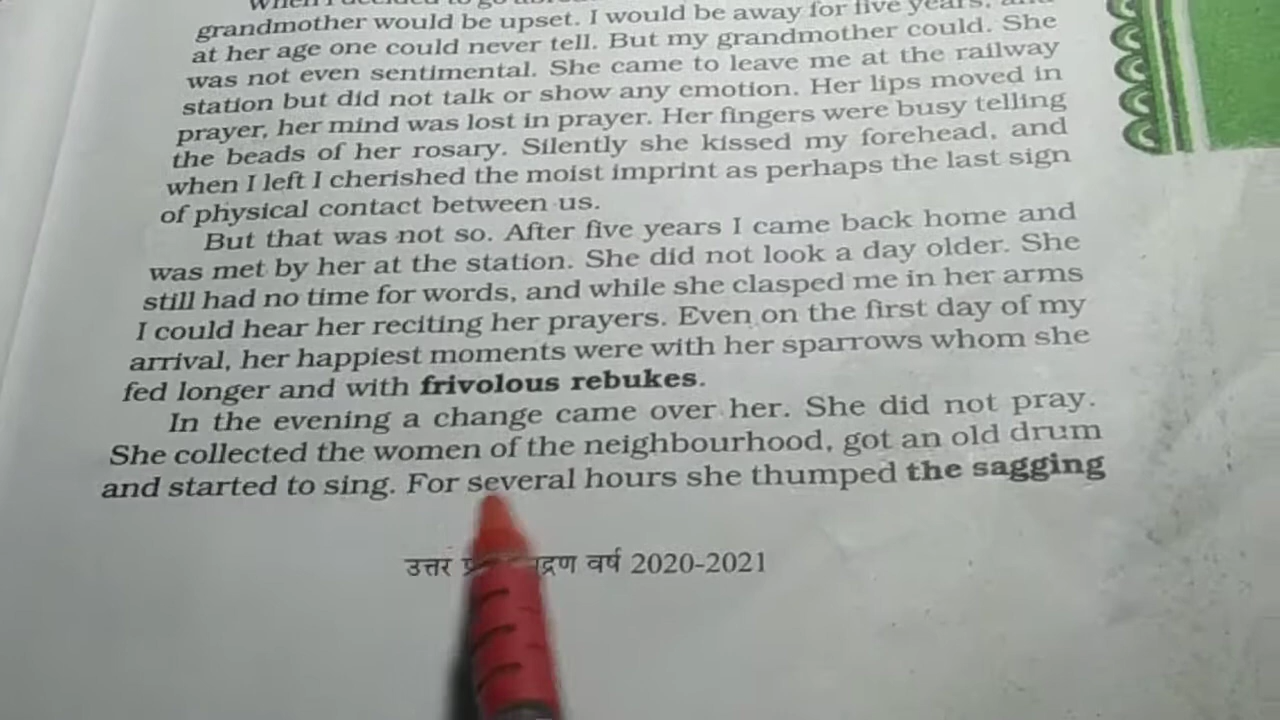 When I decided to go
grandmother would be upset. I would be away for five years,
at her age one could never tell. But my grandmother could. She
was not even sentimental. She came to leave me at the railway
station but did not talk or show any emotion. Her lips moved in
prayer, her mind was lost in prayer. Her fingers were busy telling
the beads of her rosary. Silently she kissed my forehead, and
when I left I cherished the moist imprint as perhaps the last sign
of physical contact between us.
But that was not so. After five years I came back home and
was met by her at the station. She did not look a day older. She
still had no time for words, and while she clasped me in her arms
I could hear her reciting her prayers. Even on the first day of my
arrival, her happiest moments were with her sparrows whom she
fed longer and with frivolous rebukes.
In the evening a change came over her. She did not pray.
She collected the women of the neighbourhood, got an old drum
and started to sing. For several hours she thumped the sagging
उत्तर वर्ष 2020-2021